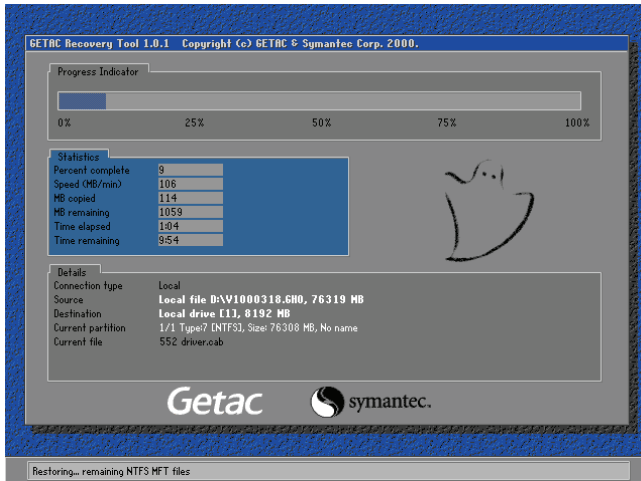 GETAC Recovery Tool 1.0.1 Copyright (c) GETAC & Symantec Corp. 2000.
Progress Indicator
0% 25% 50% 75% 100%
Statistics
Percent complete 9
Speed (MB/min) 106
MB copied 114
MB remaining 1059
Time elapsed 1:04
Time remaining 9:54
Details
Connection type Local
Source Local file D:\V1000318.GHO, 76319 MB
Destination Local drive [1], 8192 MB
Current partition 1/1 Type:7 [NTFS], Size: 76308 MB, No name
Current file 552 driver.cab
Getac symantec.
Restoring... remaining NTFS MFT files